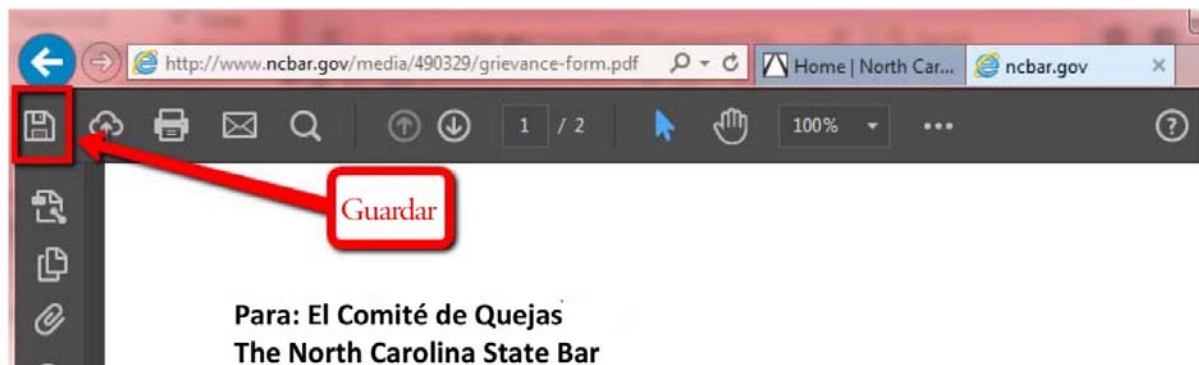 http://www.ncbar.gov/media/490329/grievance-form.pdf
Home | North Car...
ncbar.gov
1 / 2
100%
Guardar
Para: El Comité de Quejas
The North Carolina State Bar